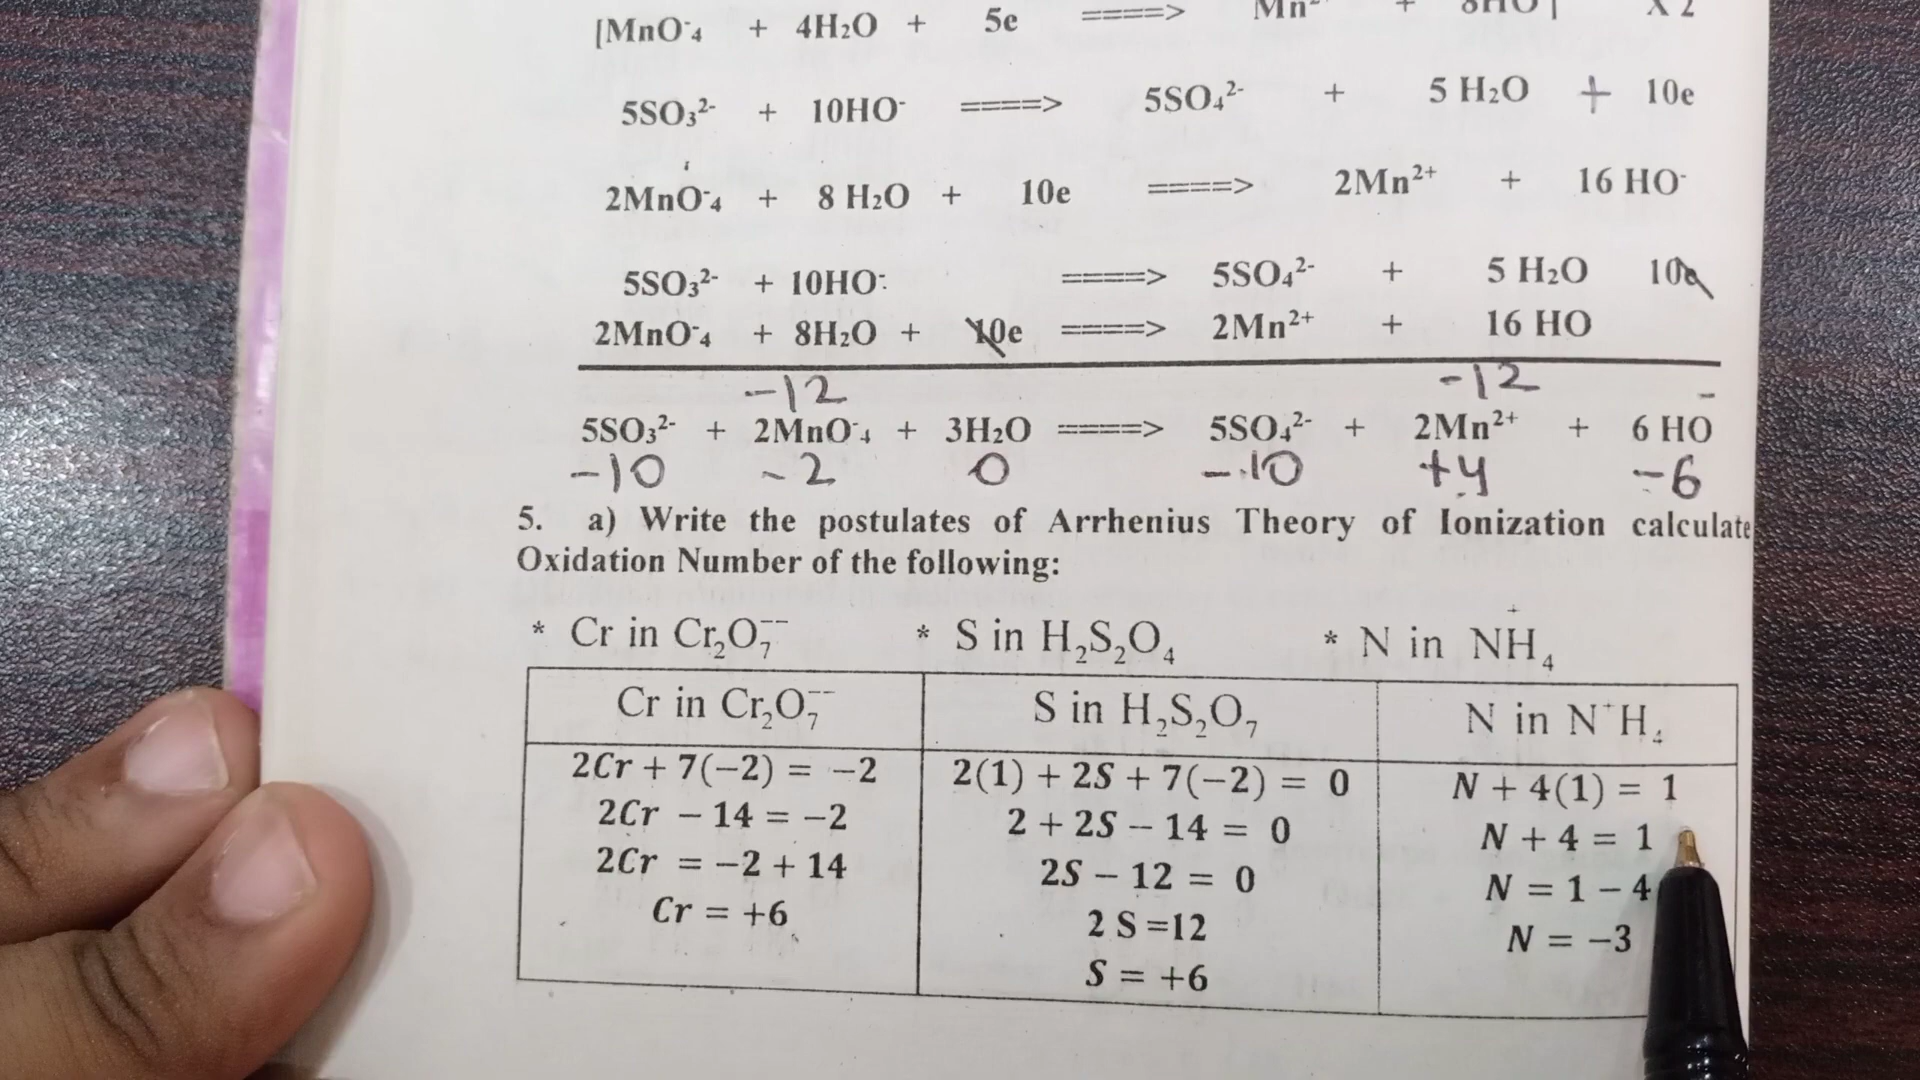 [MnO⁻₄ + 4H₂O + 5e ====> Mn²⁻ + 8HO] X 2
5SO₃²⁻ + 10HO⁻ ====> 5SO₄²⁻ + 5 H₂O + 10e
2MnO⁻₄ + 8 H₂O + 10e ====> 2Mn²⁺ + 16 HO⁻
5SO₃²⁻ + 10HO⁻ ====> 5SO₄²⁻ + 5 H₂O 10e
2MnO⁻₄ + 8H₂O + 10e ====> 2Mn²⁺ + 16 HO
-12 -12 -
5SO₃²⁻ + 2MnO⁻₄ + 3H₂O ====> 5SO₄²⁻ + 2Mn²⁺ + 6 HO
-10 -2 0 -10 +4 -6
5. a) Write the postulates of Arrhenius Theory of Ionization calculate
Oxidation Number of the following:
* Cr in Cr₂O₇⁻⁻ * S in H₂S₂O₄ * N in NH₄⁺
Cr in Cr₂O₇⁻⁻ S in H₂S₂O₇ N in N⁺H₄
2Cr + 7(−2) = −2 2(1) + 2S + 7(−2) = 0 N + 4(1) = 1
2Cr − 14 = −2 2 + 2S − 14 = 0 N + 4 = 1
2Cr = −2 + 14 2S − 12 = 0 N = 1 − 4
Cr = +6 2 S =12 N = −3
S = +6